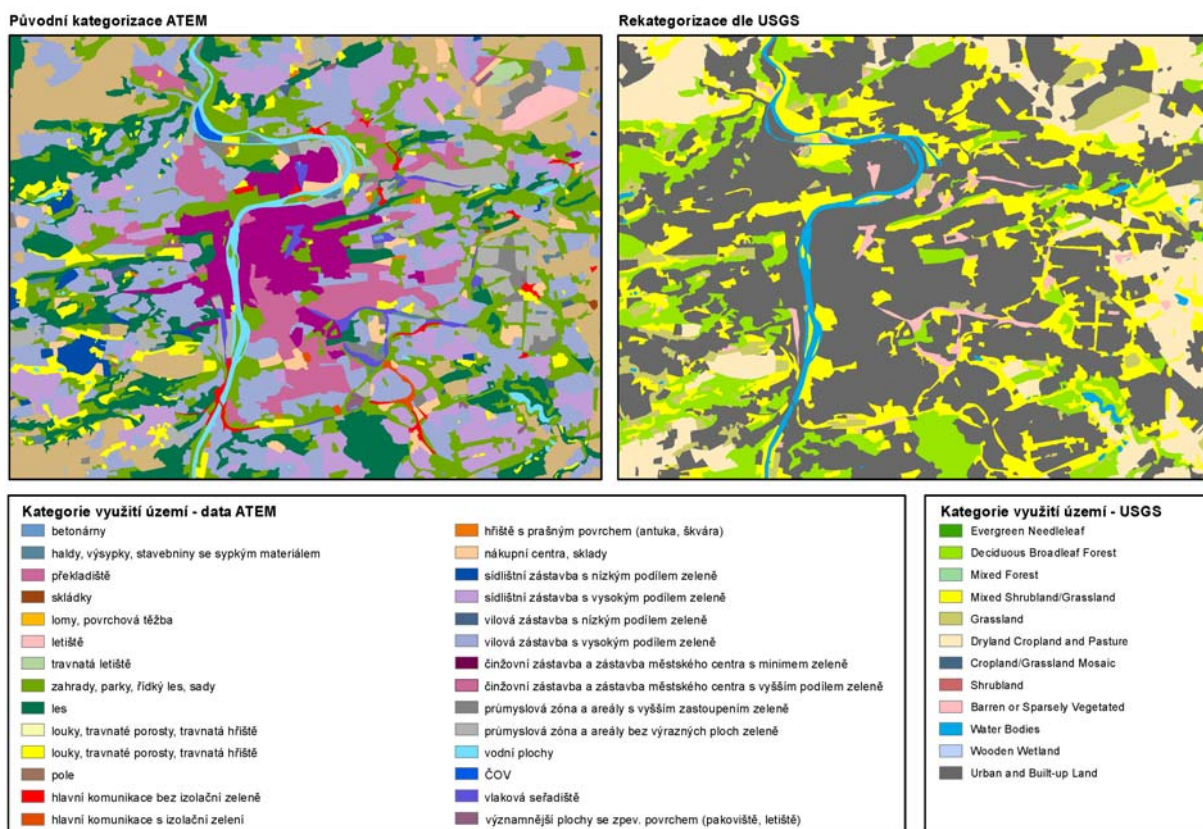 Původní kategorizace ATEM
Rekategorizace dle USGS
Kategorie využití území - data ATEM
betonárny
haldy, výsypky, stavebniny se sypkým materiálem
překladiště
skládky
lomy, povrchová těžba
letiště
travnatá letiště
zahrady, parky, řídký les, sady
les
louky, travnaté porosty, travnatá hřiště
louky, travnaté porosty, travnatá hřiště
pole
hlavní komunikace bez izolační zeleně
hlavní komunikace s izolační zelení
hřiště s prašným povrchem (antuka, škvára)
nákupní centra, sklady
sídlištní zástavba s nízkým podílem zeleně
sídlištní zástavba s vysokým podílem zeleně
vilová zástavba s nízkým podílem zeleně
vilová zástavba s vysokým podílem zeleně
činžovní zástavba a zástavba městského centra s minimem zeleně
činžovní zástavba a zástavba městského centra s vyšším podílem zeleně
průmyslová zóna a areály s vyšším zastoupením zeleně
průmyslová zóna a areály bez výrazných ploch zeleně
vodní plochy
ČOV
vlaková seřadiště
významnější plochy se zpev. povrchem (pakoviště, letiště)
Kategorie využití území - USGS
Evergreen Needleleaf
Deciduous Broadleaf Forest
Mixed Forest
Mixed Shrubland/Grassland
Grassland
Dryland Cropland and Pasture
Cropland/Grassland Mosaic
Shrubland
Barren or Sparsely Vegetated
Water Bodies
Wooden Wetland
Urban and Built-up Land